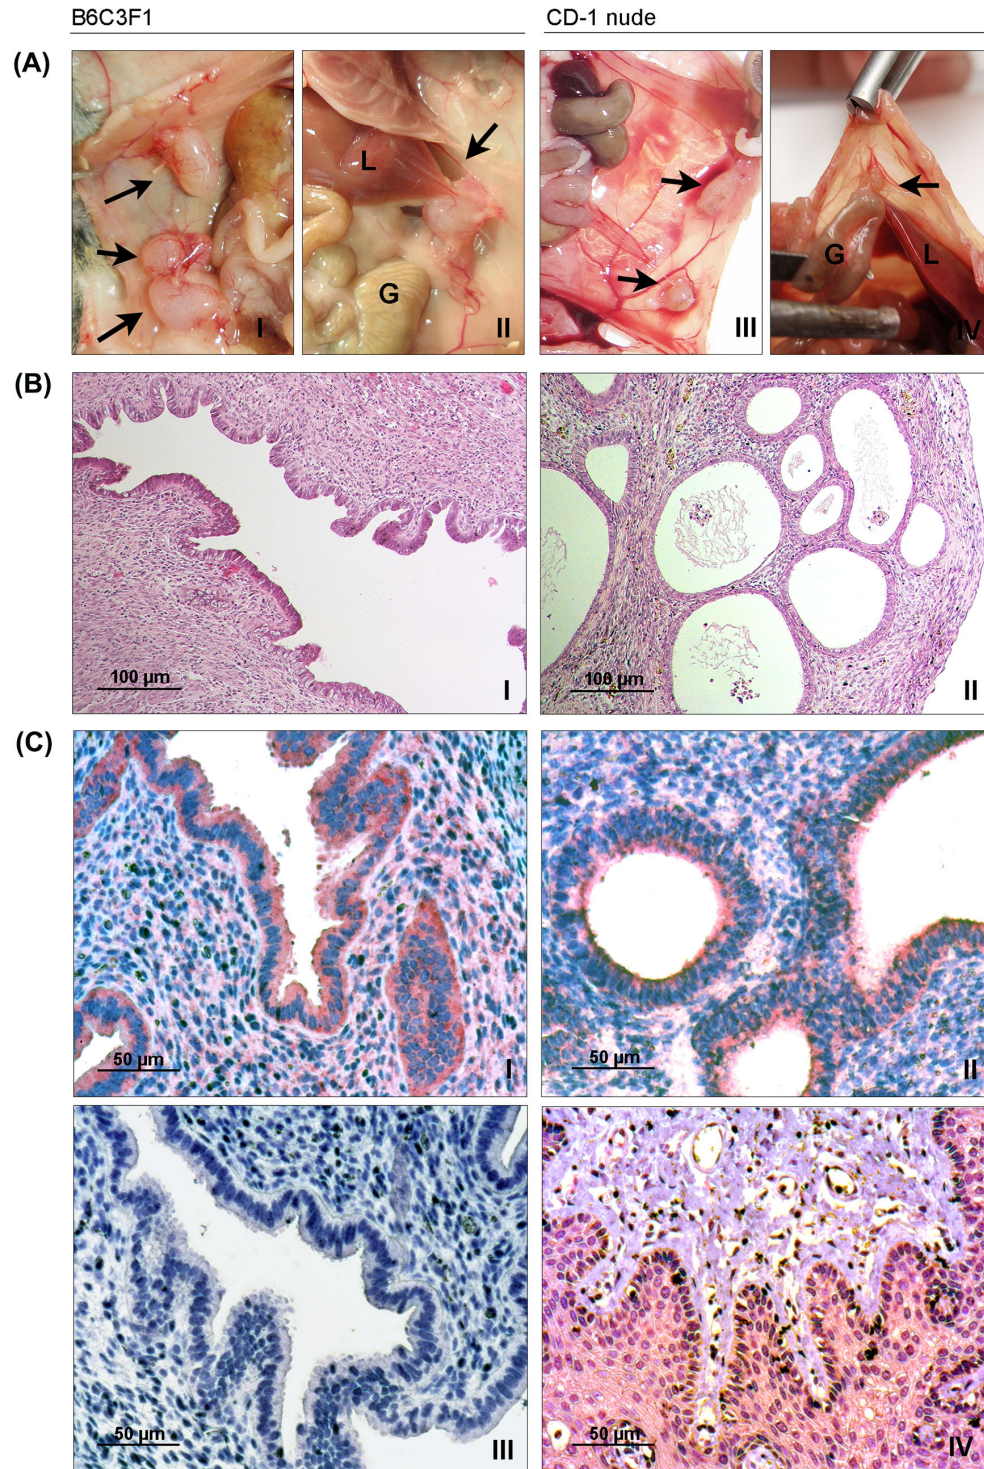 B6C3F1
CD-1 nude
(A)
L
G
I
II
III
G
L
IV
(B)
100 µm
I
100 µm
II
(C)
50 µm
I
50 µm
II
50 µm
III
50 µm
IV